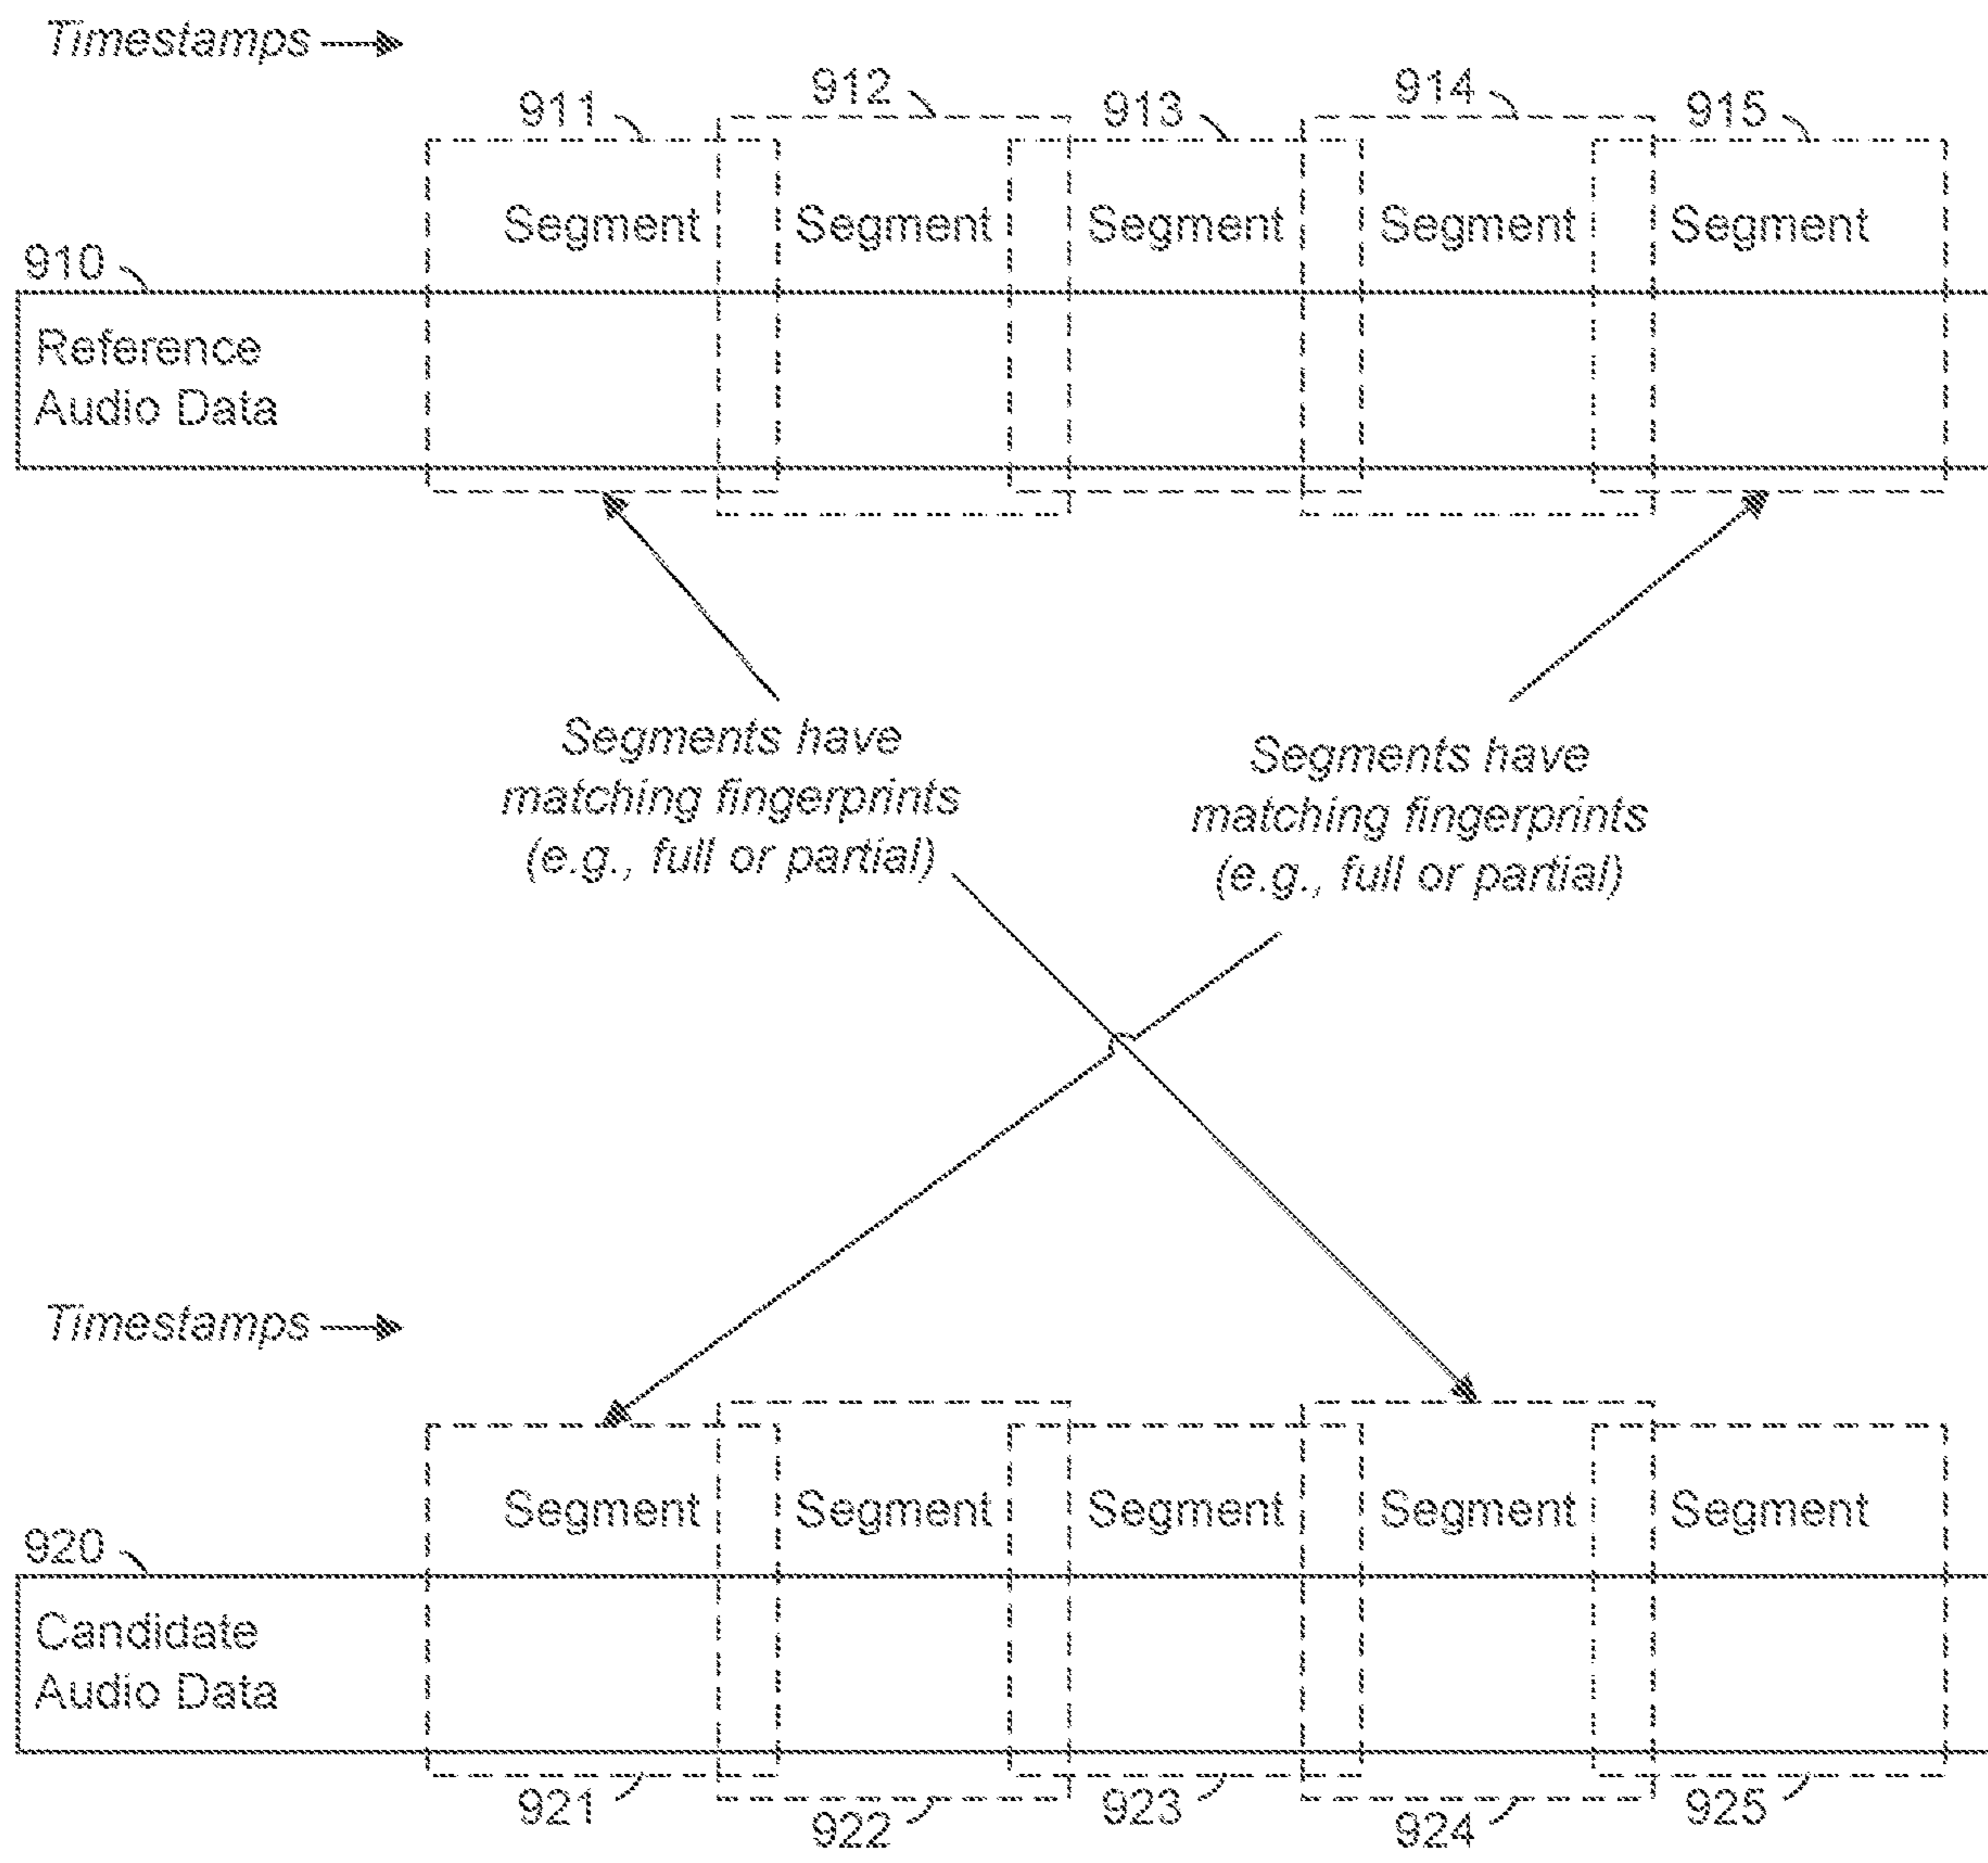 Timestamps
911
912
913
914
915
Segment
Segment
Segment
Segment
Segment
910
Reference
Audio Data
Segments have
matching fingerprints
(e.g., full or partial)
Segments have
matching fingerprints
(e.g., full or partial)
Timestamps
Segment
Segment
Segment
Segment
Segment
920
Candidate
Audio Data
921
922
923
924
925